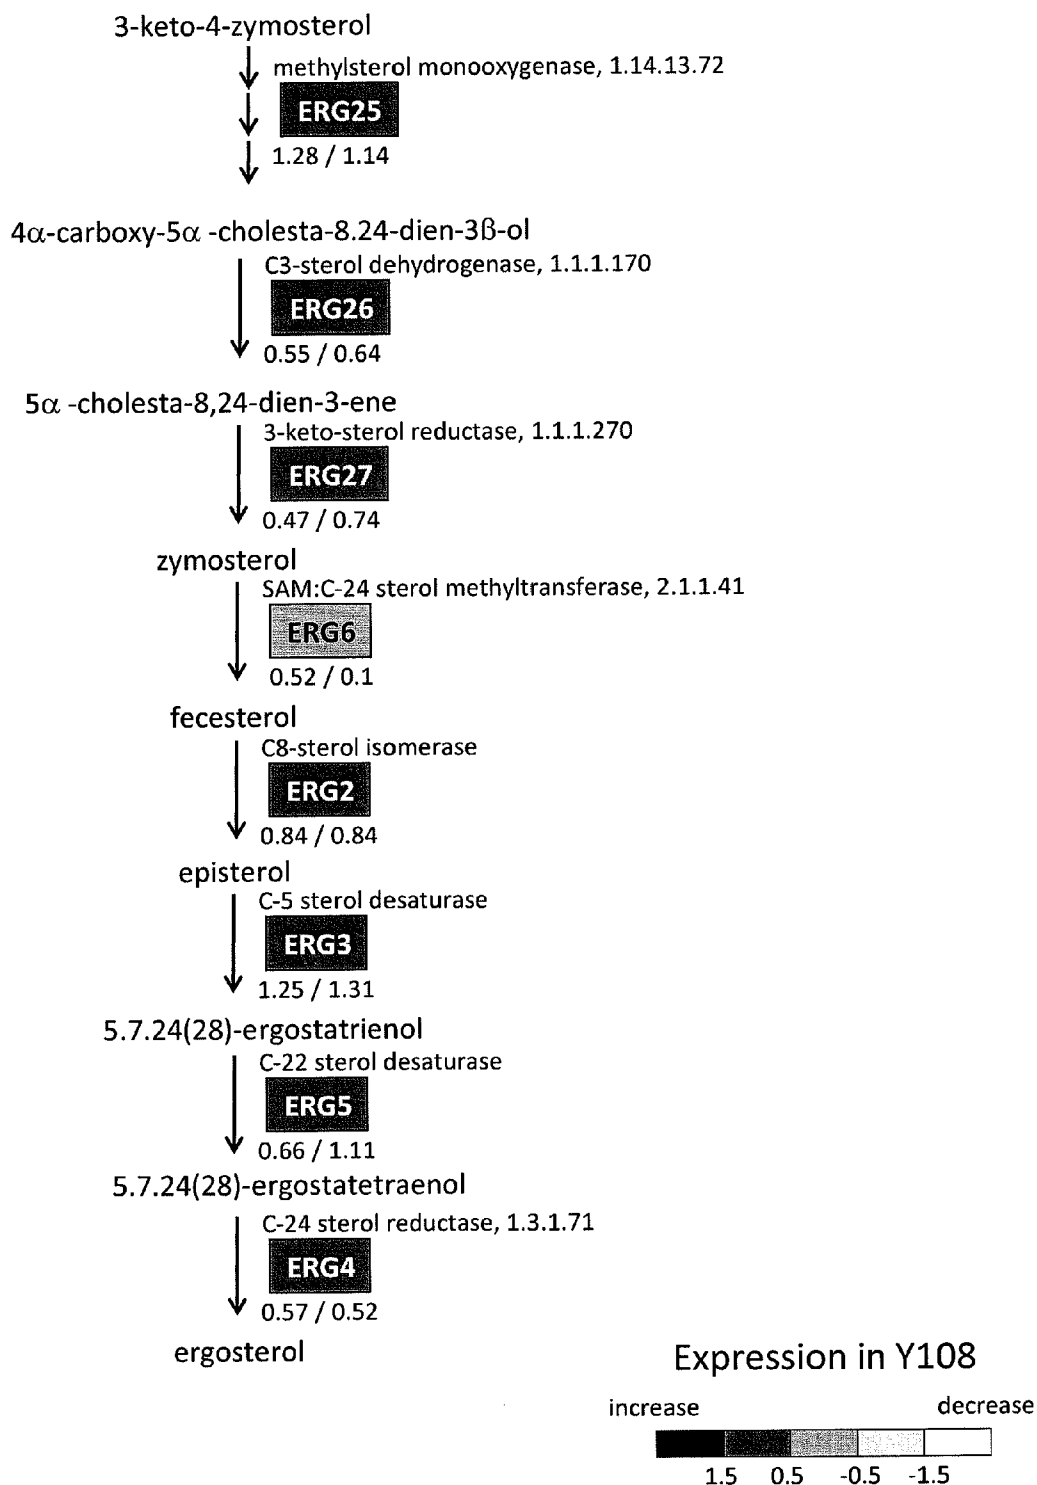 3-keto-4-zymosterol
methylsterol monooxygenase, 1.14.13.72
ERG25
1.28 / 1.14
4α-carboxy-5α -cholesta-8.24-dien-3ß-ol
C3-sterol dehydrogenase, 1.1.1.170
ERG26
0.55 / 0.64
5α -cholesta-8,24-dien-3-ene
3-keto-sterol reductase, 1.1.1.270
ERG27
0.47 / 0.74
zymosterol
SAM:C-24 sterol methyltransferase, 2.1.1.41
ERG6
0.52 / 0.1
fecesterol
C8-sterol isomerase
ERG2
0.84 / 0.84
episterol
C-5 sterol desaturase
ERG3
1.25 / 1.31
5.7.24(28)-ergostatrienol
C-22 sterol desaturase
ERG5
0.66 / 1.11
5.7.24(28)-ergostatetraenol
C-24 sterol reductase, 1.3.1.71
ERG4
0.57 / 0.52
ergosterol
Expression in Y108
increase decrease
1.5 0.5 -0.5 -1.5